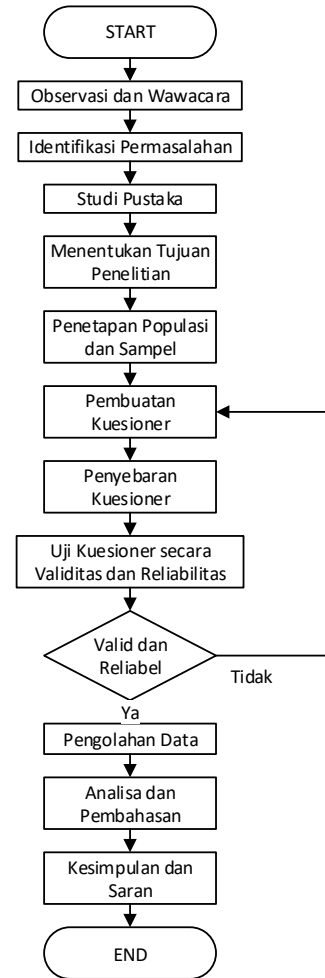 START
Observasi dan Wawacara
Identifikasi Permasalahan
Studi Pustaka
Menentukan Tujuan
Penelitian
Penetapan Populasi
dan Sampel
Pembuatan
Kuesioner
Penyebaran
Kuesioner
Uji Kuesioner secara
Validitas dan Reliabilitas
Valid dan
Reliabel
Tidak
Ya
Pengolahan Data
Analisa dan
Pembahasan
Kesimpulan dan
Saran
END